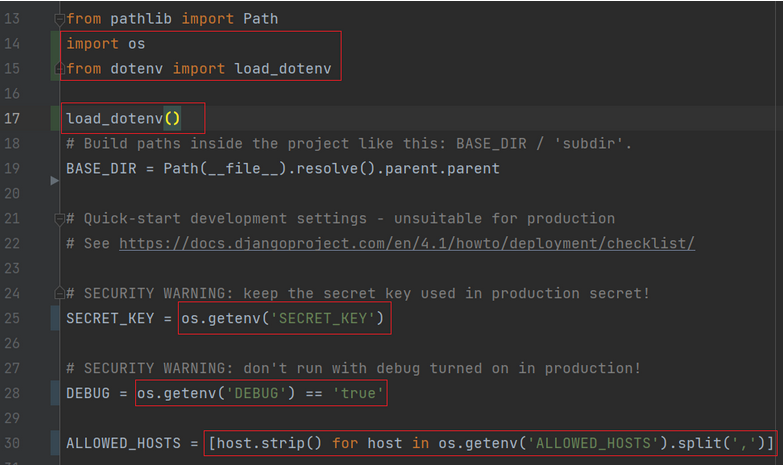 13 from pathlib import Path
14 import os
15 from dotenv import load_dotenv
16
17 load_dotenv()
18 # Build paths inside the project like this: BASE_DIR / 'subdir'.
19 BASE_DIR = Path(__file__).resolve().parent.parent
20
21 # Quick-start development settings - unsuitable for production
22 # See https://docs.djangoproject.com/en/4.1/howto/deployment/checklist/
23
24 # SECURITY WARNING: keep the secret key used in production secret!
25 SECRET_KEY = os.getenv('SECRET_KEY')
26
27 # SECURITY WARNING: don't run with debug turned on in production!
28 DEBUG = os.getenv('DEBUG') == 'true'
29
30 ALLOWED_HOSTS = [host.strip() for host in os.getenv('ALLOWED_HOSTS').split(',')]